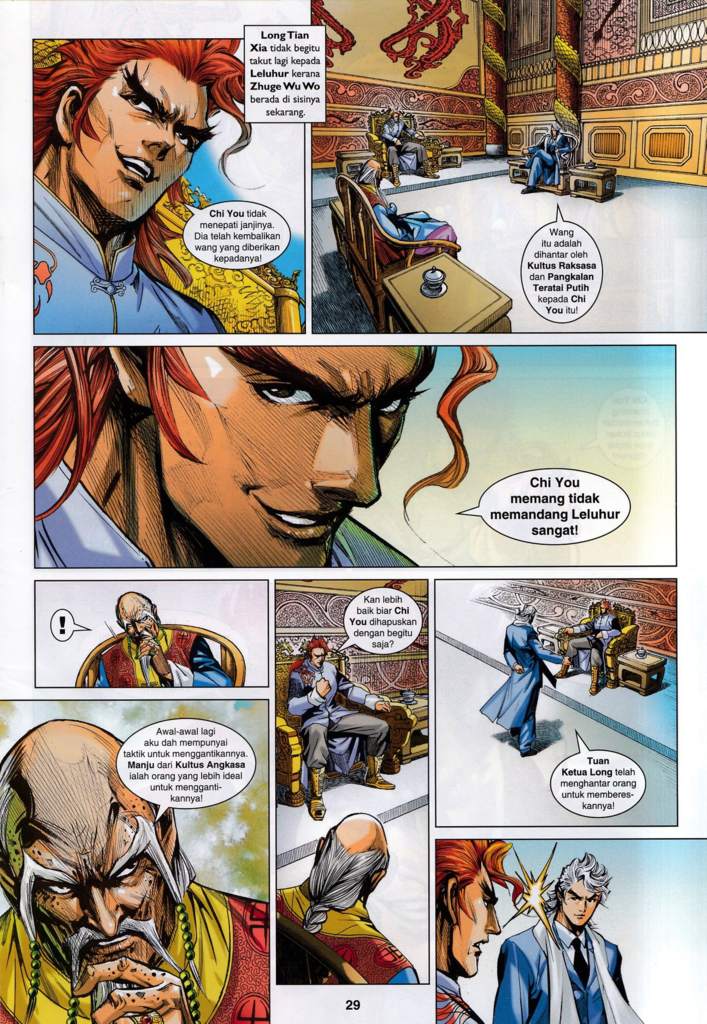 Long Tian
Xia tidak begitu
takut lagi kepada
Leluhur kerana
Zhuge Wu Wo
berada di sisinya
sekarang.
Chi You tidak
menepati janjinya.
Dia telah kembalikan
wang yang diberikan
kepadanya!
Wang
itu adalah
dihantar oleh
Kultus Raksasa
dan Pangkalan
Teratai Putih
kepada Chi
You itu!
Chi You
memang tidak
memandang Leluhur
sangat!
!
Kan lebih
baik biar Chi
You dihapuskan
dengan begitu
saja?
Tuan
Ketua Long telah
menghantar orang
untuk memberes-
kannya!
Awal-awal lagi
aku dah mempunyai
taktik untuk menggantikannya.
Manju dari Kultus Angkasa
ialah orang yang lebih ideal
untuk mengganti-
kannya!
29